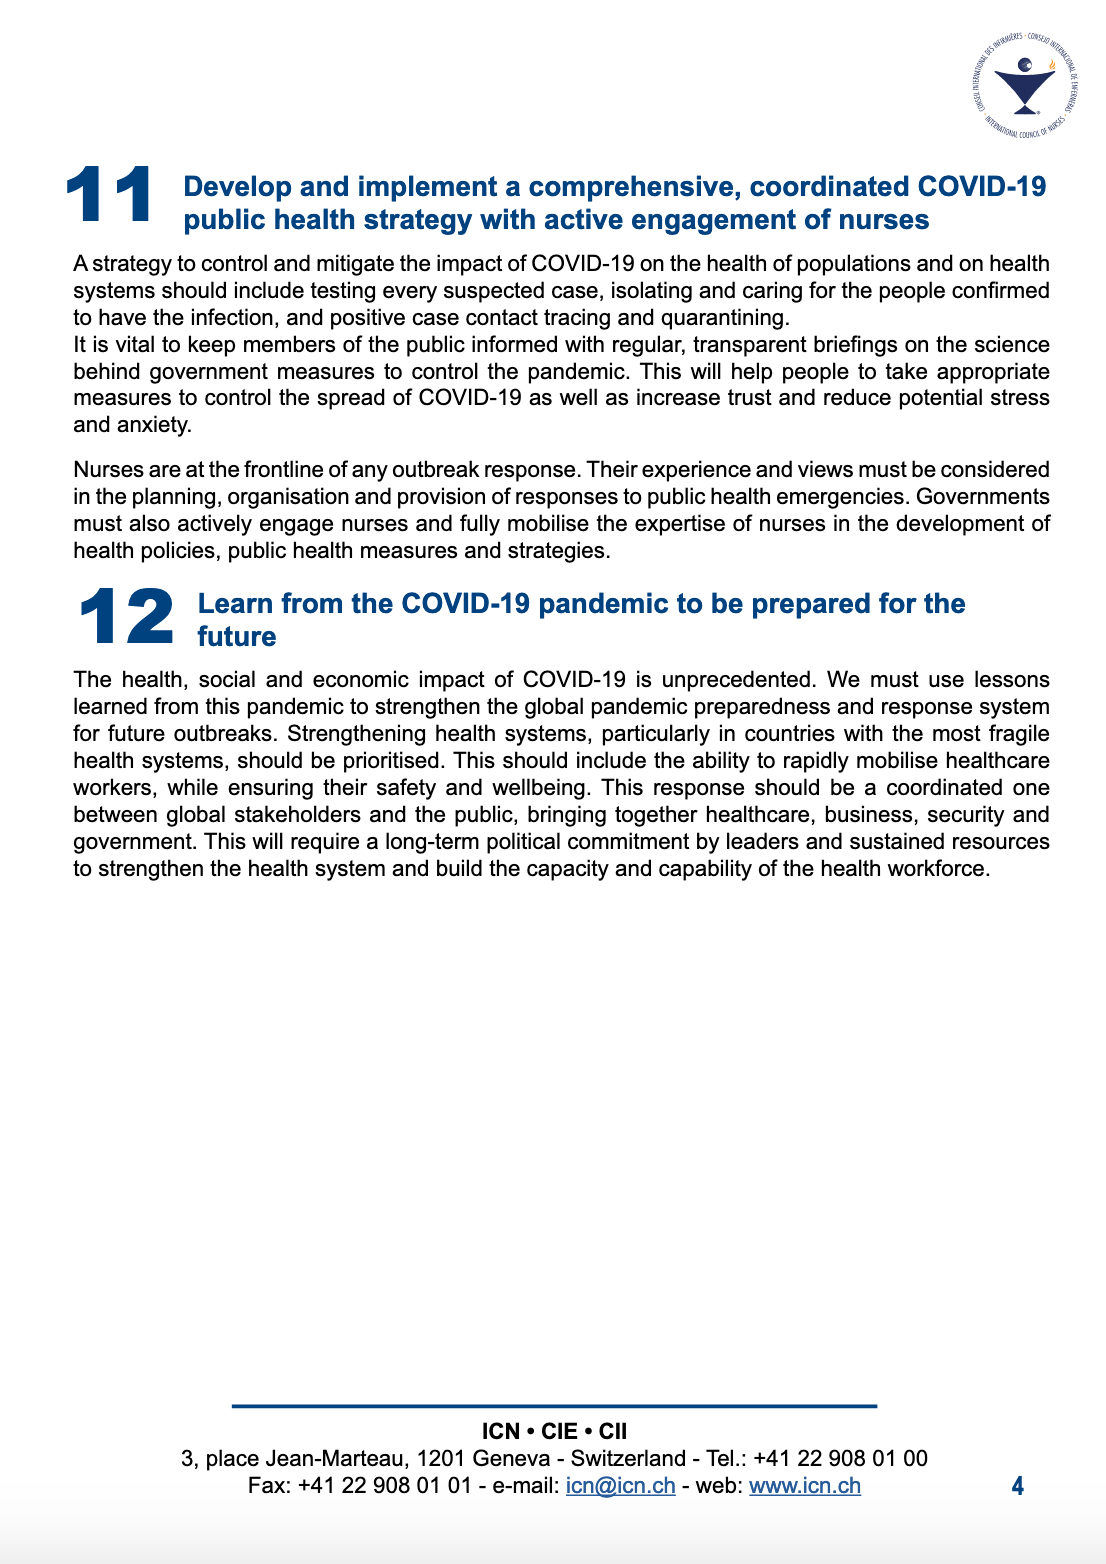 CONSEIL INTERNATIONAL DES INFIRMIÈRES - CONSEJO INTERNACIONAL DE ENFERMERAS - INTERNATIONAL COUNCIL OF NURSES -
11 Develop and implement a comprehensive, coordinated COVID-19
public health strategy with active engagement of nurses
A strategy to control and mitigate the impact of COVID-19 on the health of populations and on health
systems should include testing every suspected case, isolating and caring for the people confirmed
to have the infection, and positive case contact tracing and quarantining.
It is vital to keep members of the public informed with regular, transparent briefings on the science
behind government measures to control the pandemic. This will help people to take appropriate
measures to control the spread of COVID-19 as well as increase trust and reduce potential stress
and anxiety.
Nurses are at the frontline of any outbreak response. Their experience and views must be considered
in the planning, organisation and provision of responses to public health emergencies. Governments
must also actively engage nurses and fully mobilise the expertise of nurses in the development of
health policies, public health measures and strategies.
12 Learn from the COVID-19 pandemic to be prepared for the
future
The health, social and economic impact of COVID-19 is unprecedented. We must use lessons
learned from this pandemic to strengthen the global pandemic preparedness and response system
for future outbreaks. Strengthening health systems, particularly in countries with the most fragile
health systems, should be prioritised. This should include the ability to rapidly mobilise healthcare
workers, while ensuring their safety and wellbeing. This response should be a coordinated one
between global stakeholders and the public, bringing together healthcare, business, security and
government. This will require a long-term political commitment by leaders and sustained resources
to strengthen the health system and build the capacity and capability of the health workforce.
ICN • CIE • CII
3, place Jean-Marteau, 1201 Geneva - Switzerland - Tel.: +41 22 908 01 00
Fax: +41 22 908 01 01 - e-mail: icn@icn.ch - web: www.icn.ch
4